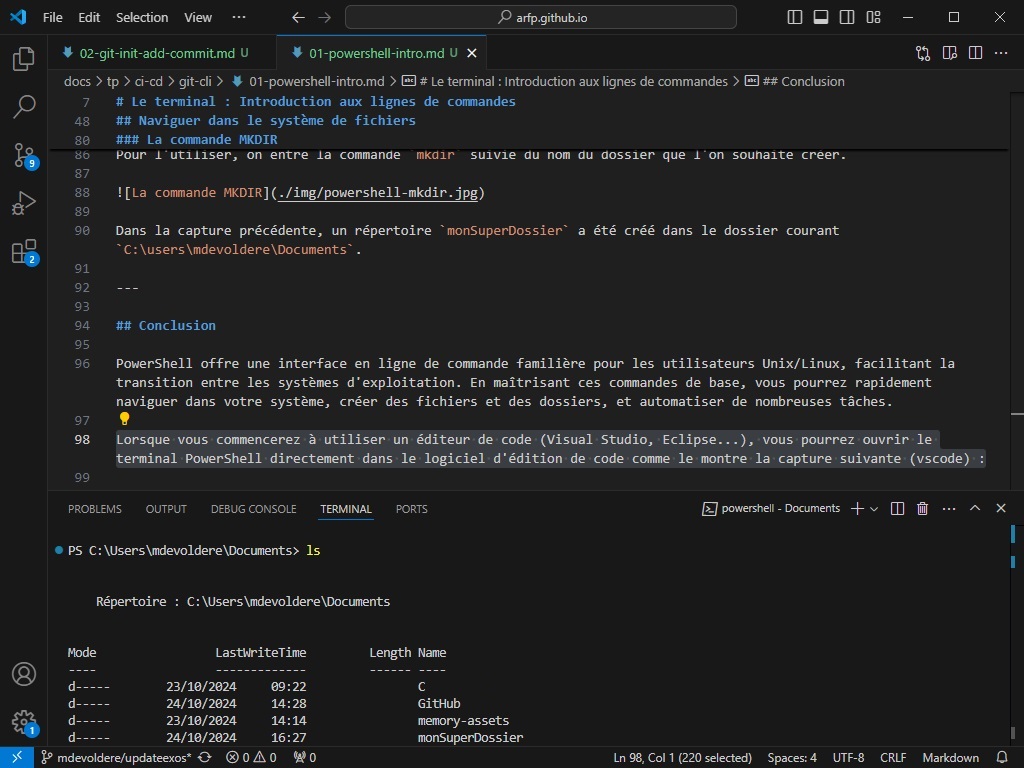 File Edit Selection View ··· arfp.github.io
02-git-init-add-commit.md U 01-powershell-intro.md U
docs > tp > ci-cd > git-cli > 01-powershell-intro.md > # Le terminal : Introduction aux lignes de commandes > ## Conclusion
7 # Le terminal : Introduction aux lignes de commandes
48 ## Naviguer dans le système de fichiers
80 ### La commande MKDIR
86 Pour l'utiliser, on entre la commande `mkdir` suivie du nom du dossier que l'on souhaite créer.
87
88 ![La commande MKDIR](./img/powershell-mkdir.jpg)
89
90 Dans la capture précédente, un répertoire `monSuperDossier` a été créé dans le dossier courant
`C:\users\mdevoldere\Documents`.
91
92 ---
93
94 ## Conclusion
95
96 PowerShell offre une interface en ligne de commande familière pour les utilisateurs Unix/Linux, facilitant la
transition entre les systèmes d'exploitation. En maîtrisant ces commandes de base, vous pourrez rapidement
naviguer dans votre système, créer des fichiers et des dossiers, et automatiser de nombreuses tâches.
97
98 Lorsque vous commencerez à utiliser un éditeur de code (Visual Studio, Eclipse...), vous pourrez ouvrir le
terminal PowerShell directement dans le logiciel d'édition de code comme le montre la capture suivante (vscode) :
99
9
2
PROBLEMS OUTPUT DEBUG CONSOLE TERMINAL PORTS powershell - Documents
PS C:\Users\mdevoldere\Documents> ls
Répertoire : C:\Users\mdevoldere\Documents
Mode LastWriteTime Length Name
---- ------------- ------ ----
d----- 23/10/2024 09:22 C
d----- 24/10/2024 14:28 GitHub
d----- 23/10/2024 14:14 memory-assets
d----- 24/10/2024 16:27 monSuperDossier
1
mdevoldere/updateexos* 0 0 0 Ln 98, Col 1 (220 selected) Spaces: 4 UTF-8 CRLF Markdown